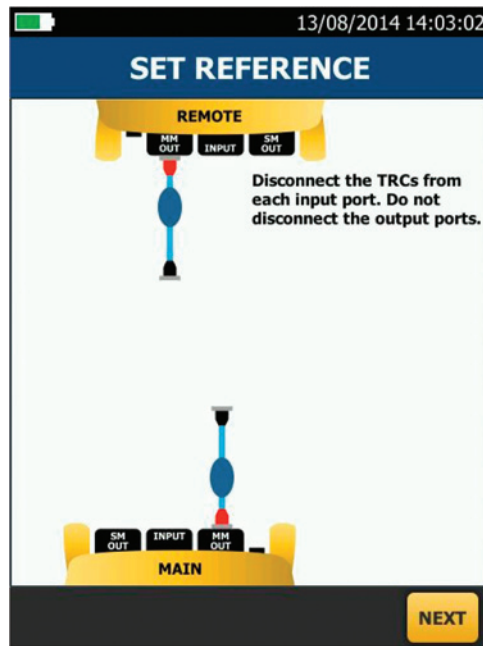 13/08/2014 14:03:02
SET REFERENCE
REMOTE
MM
OUT
INPUT
SM
OUT
Disconnect the TRCs from
each input port. Do not
disconnect the output ports.
SM
OUT
INPUT
MM
OUT
MAIN
NEXT